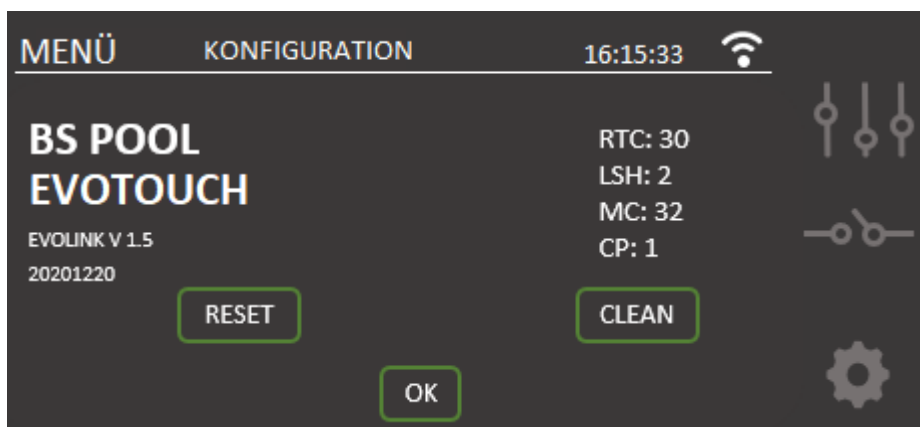 MENÜ KONFIGURATION 16:15:33
BS POOL
EVOTOUCH
EVOLINK V 1.5
20201220
RTC: 30
LSH: 2
MC: 32
CP: 1
RESET CLEAN
OK